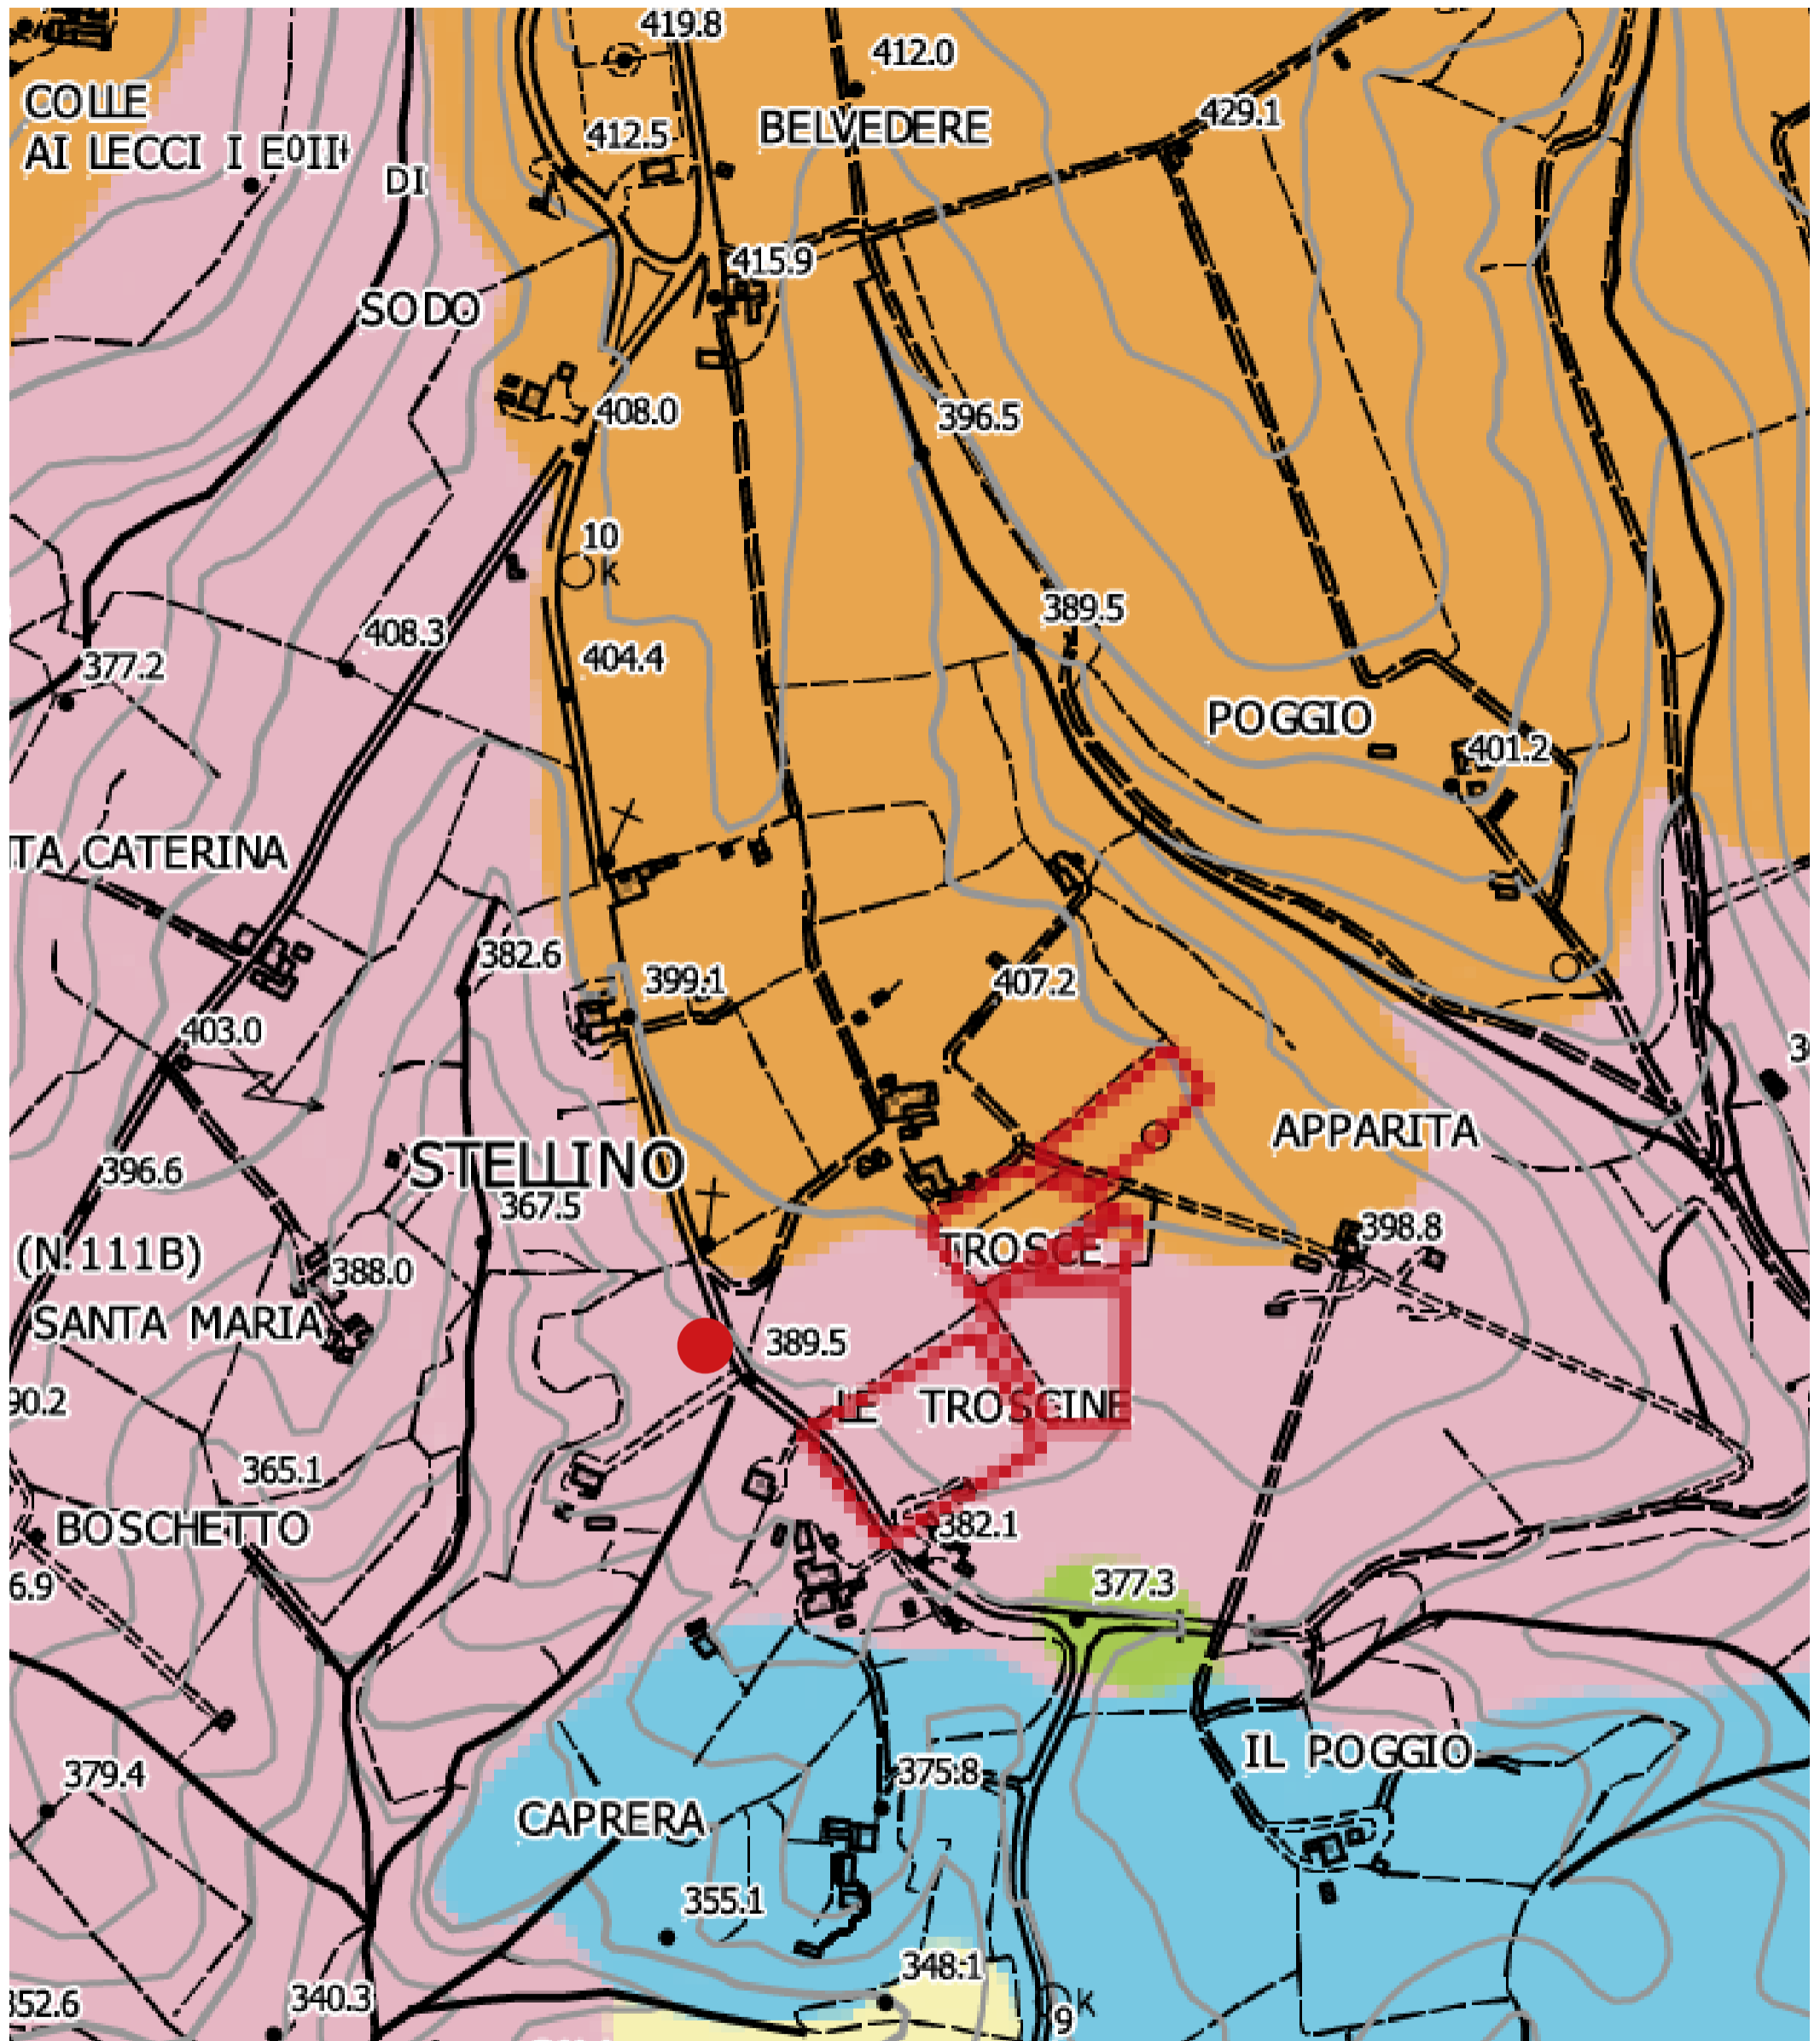 419.8
412.0
COLLE
BELVEDERE
429.1
412.5
AI LECCI I
DI
415.9
SODO
408.0
396.5
10
K
389.5
408.3
404.4
377.2
POGGIO
401.2
TA CATERINA
382.6
399.1
407.2
403.0
3
APPARITA
STELLINO
396.6
367.5
398.8
(N.111B)
TROSCE
388.0
SANTA MARIA
389.5
90.2
LE TROSCINE
365.1
BOSCHETTO
382.1
6.9
377.3
IL POGGIO
379.4
375.8
CAPRERA
355.1
348.1
352.6
340.3
K
9